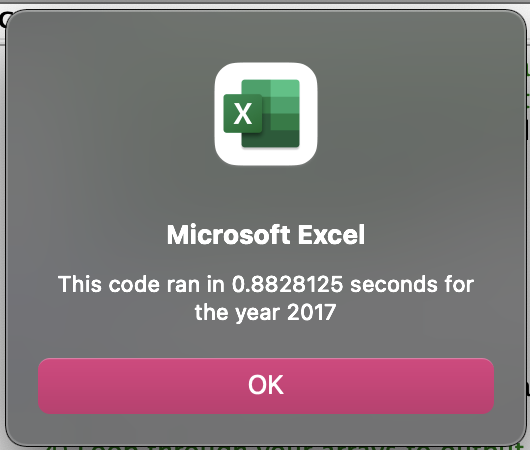 X
Microsoft Excel
This code ran in 0.8828125 seconds for
the year 2017
OK